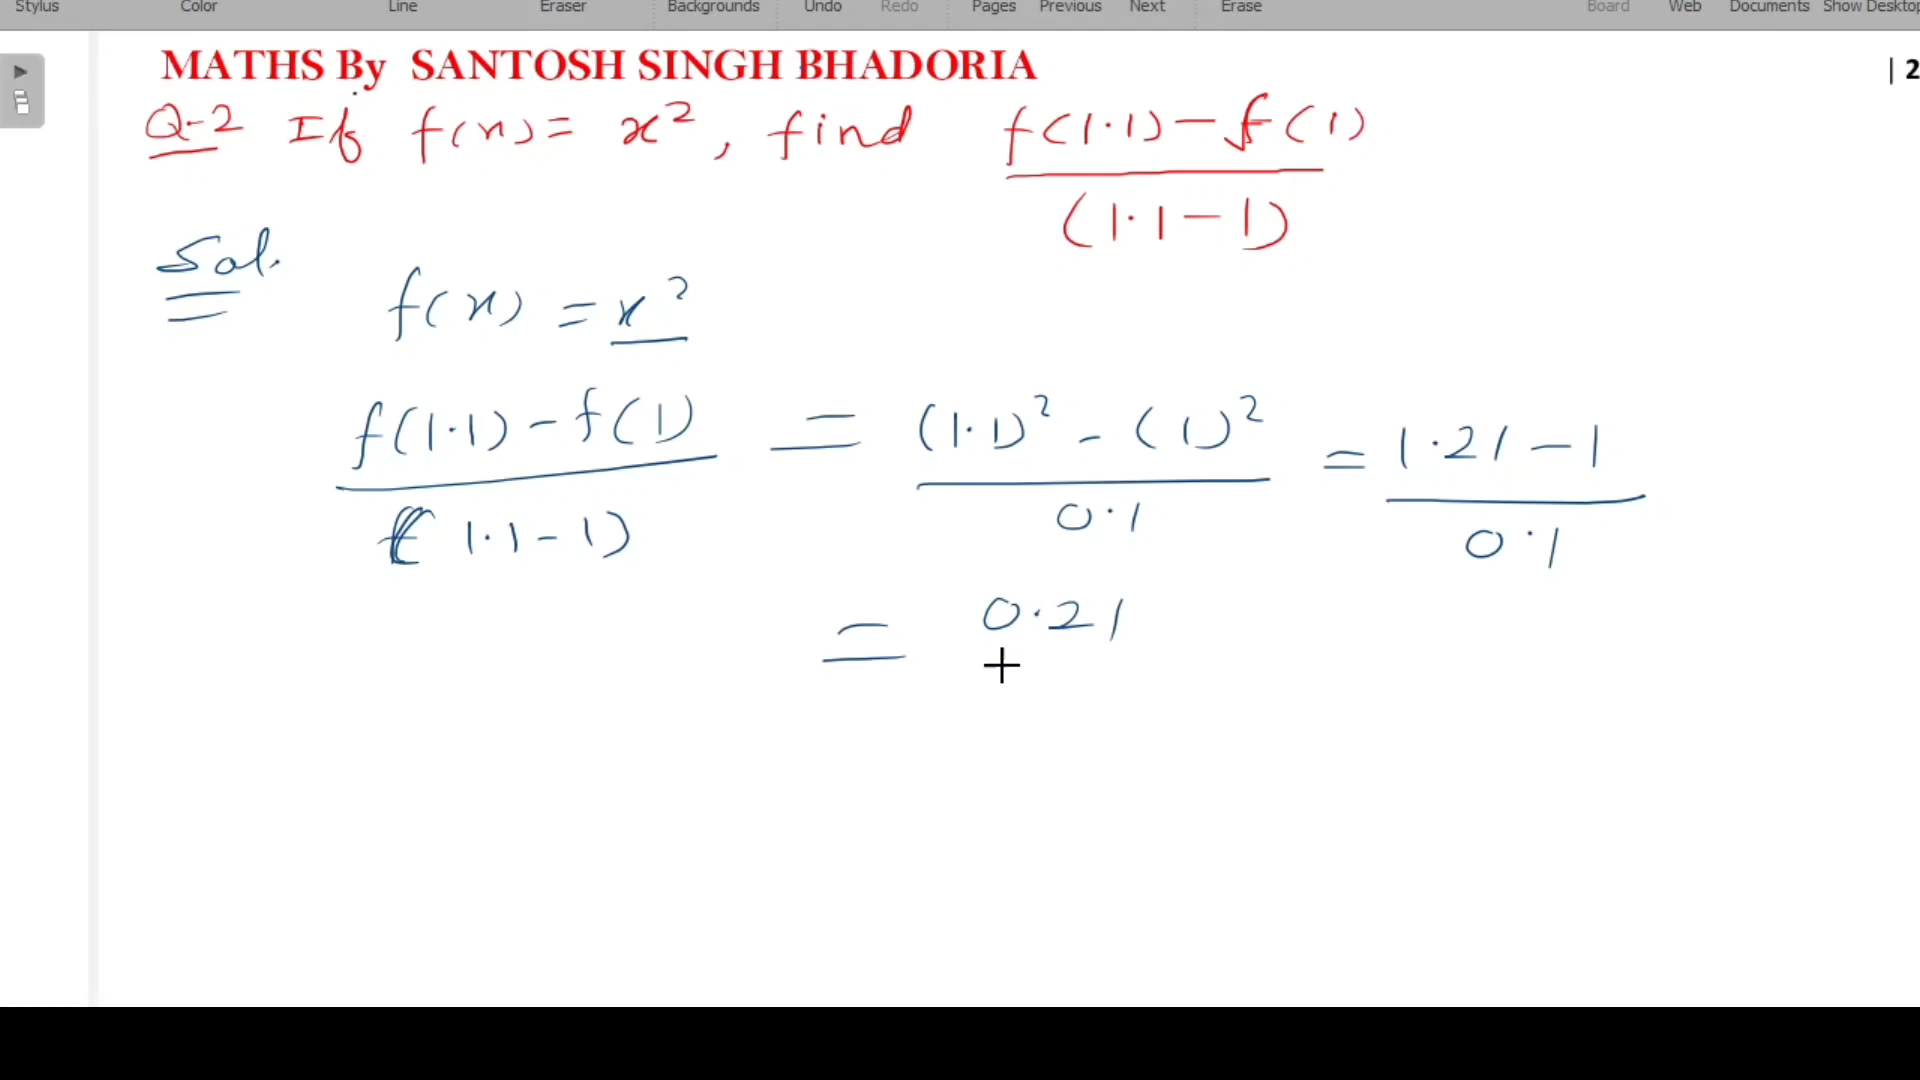 Stylus Color Line Eraser Backgrounds Undo Redo Pages Previous Next Erase Board Web Documents Show Desktop
MATHS By SANTOSH SINGH BHADORIA | 2
Q-2 If f(x) = x², find f(1·1) - f(1) / (1·1 - 1)
Sol.
f(x) = x²
f(1·1) - f(1) / (1·1 - 1) = (1·1)² - (1)² / 0·1 = 1·21 - 1 / 0·1
= 0·21